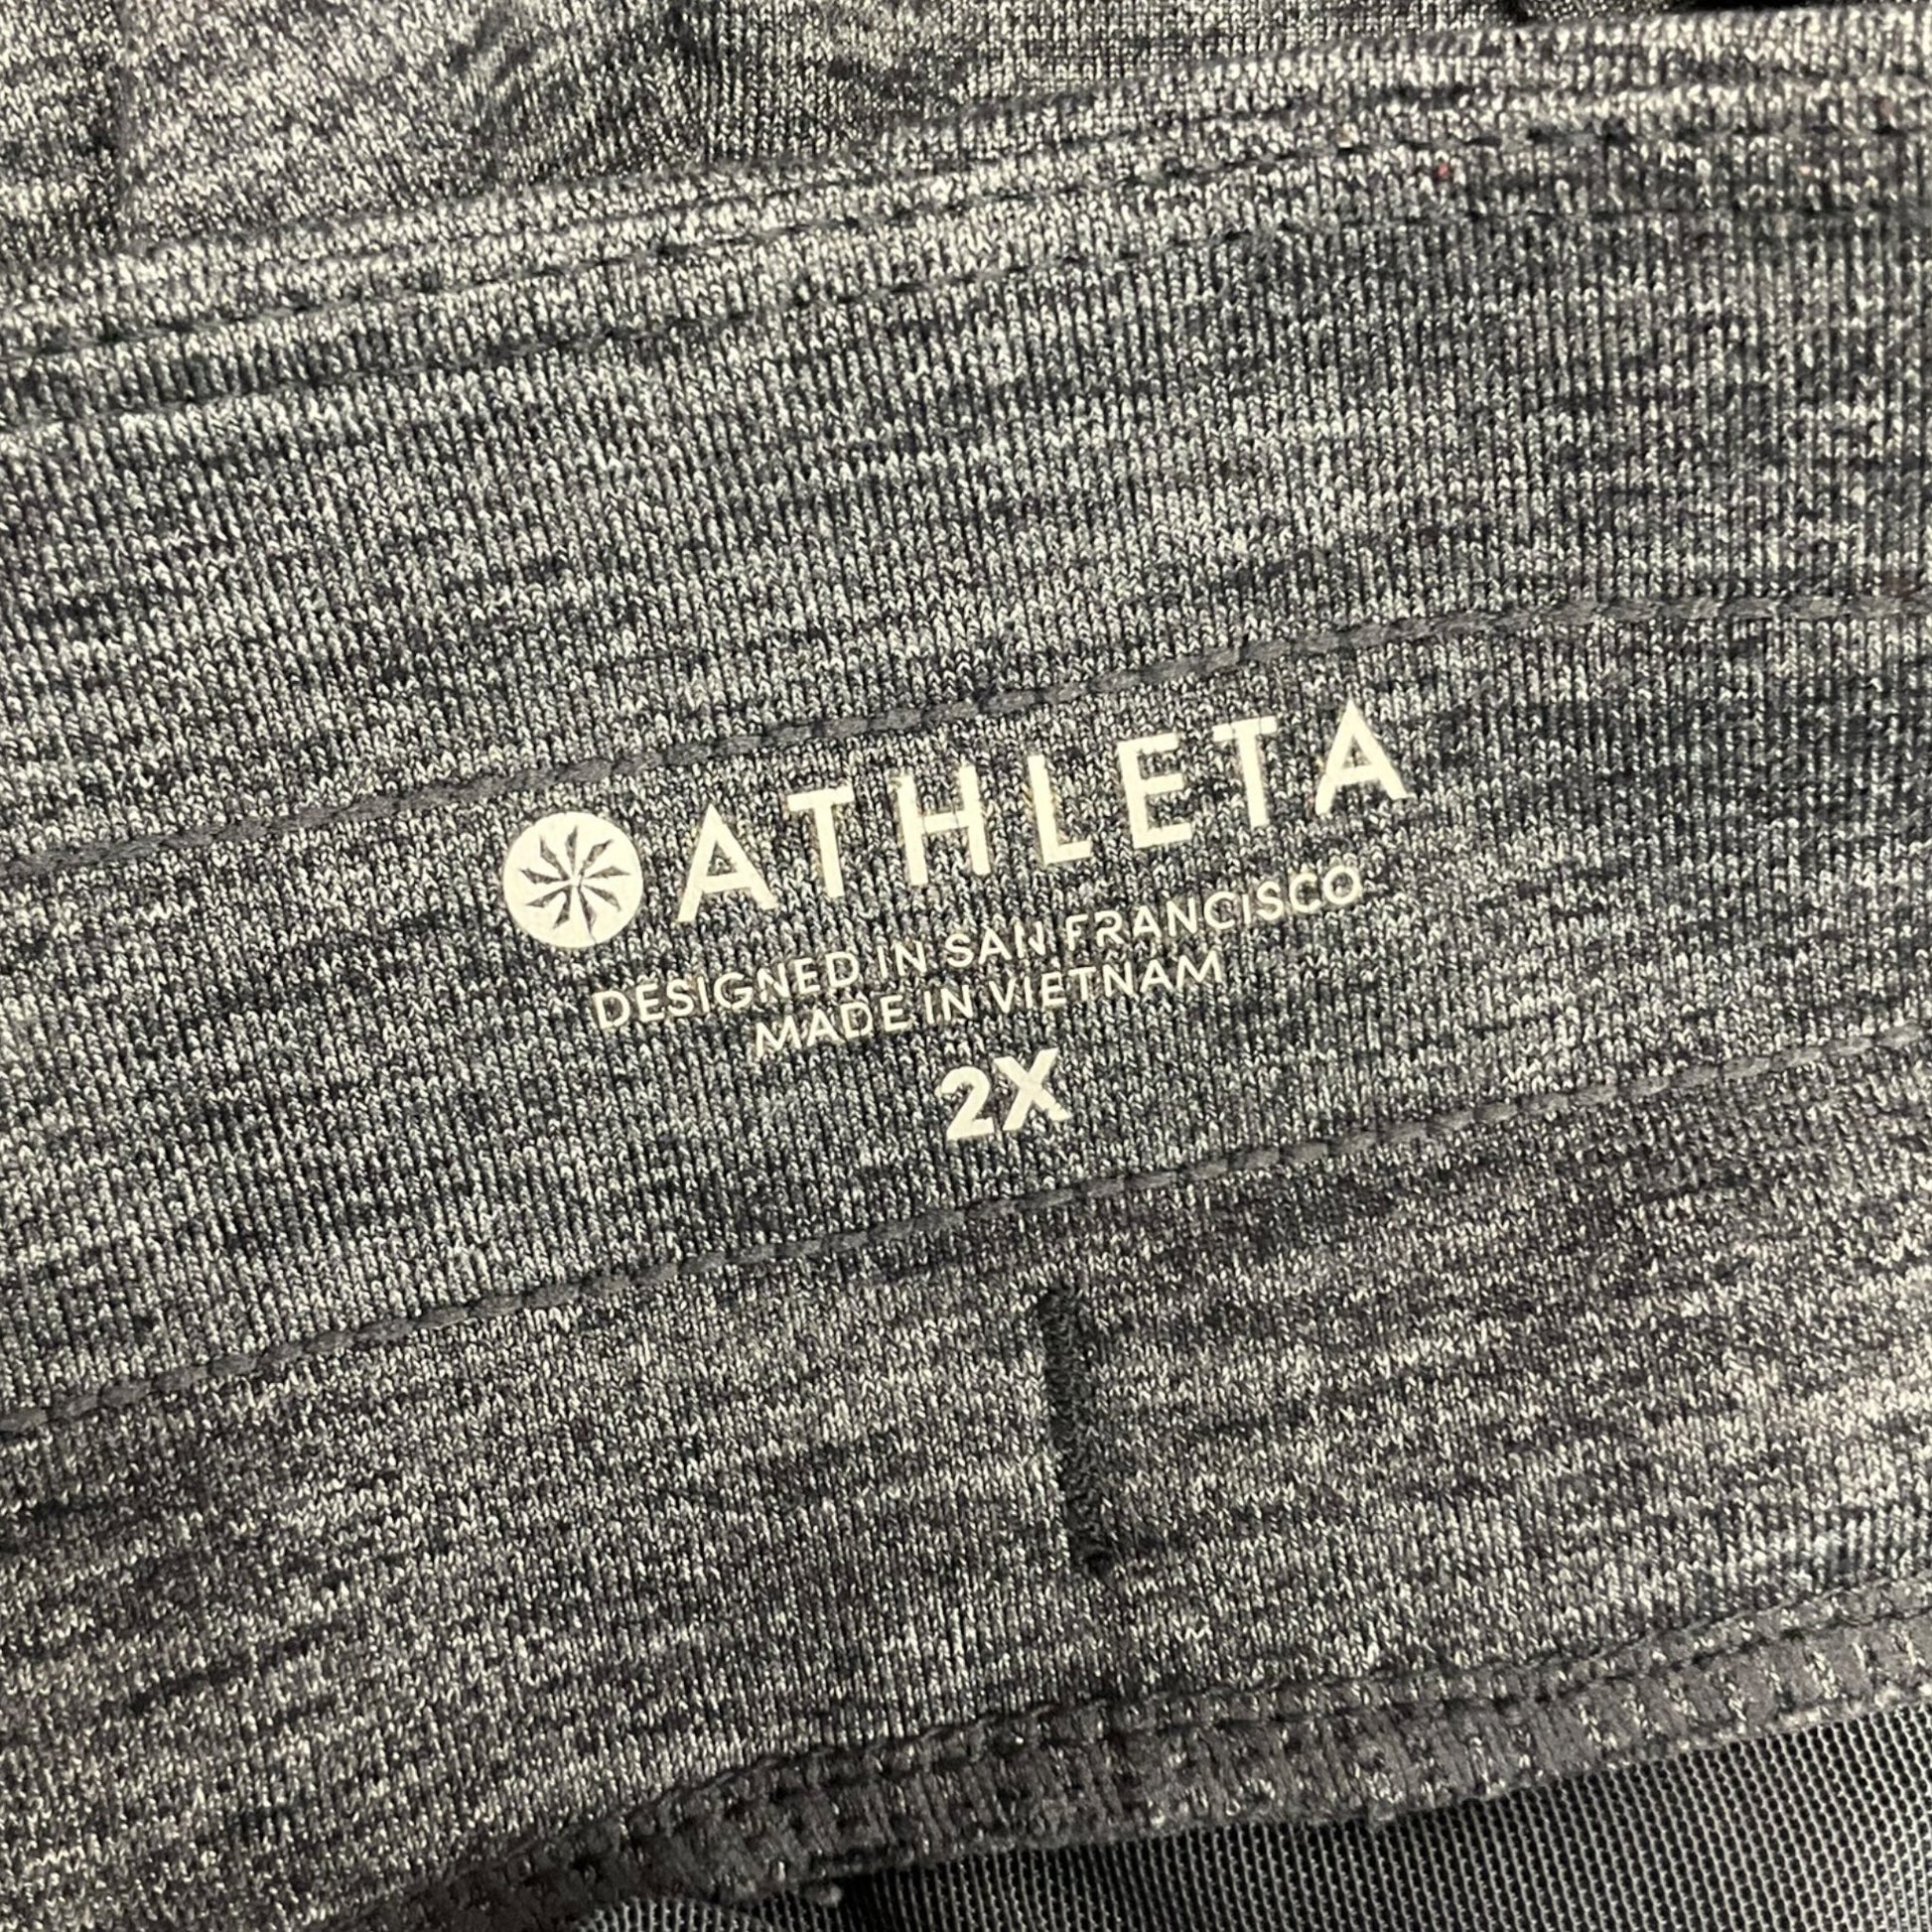 ATHLETA
DESIGNED IN SAN FRANCISCO
MADE IN VIETNAM
2X